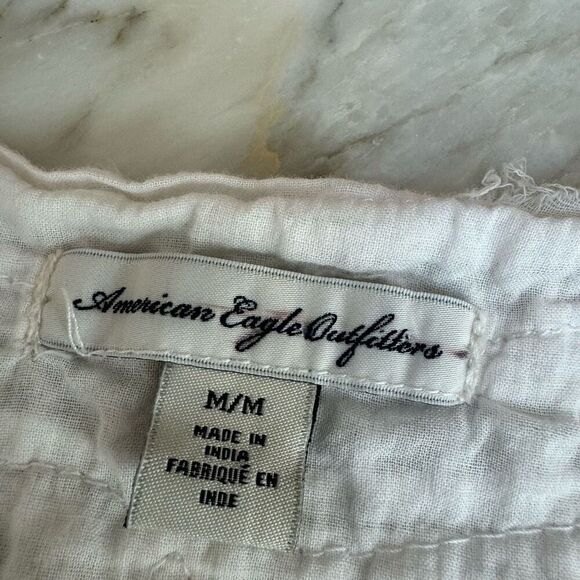 American Eagle Outfitters
M/M
MADE IN
INDIA
FABRIQUÉ EN
INDE